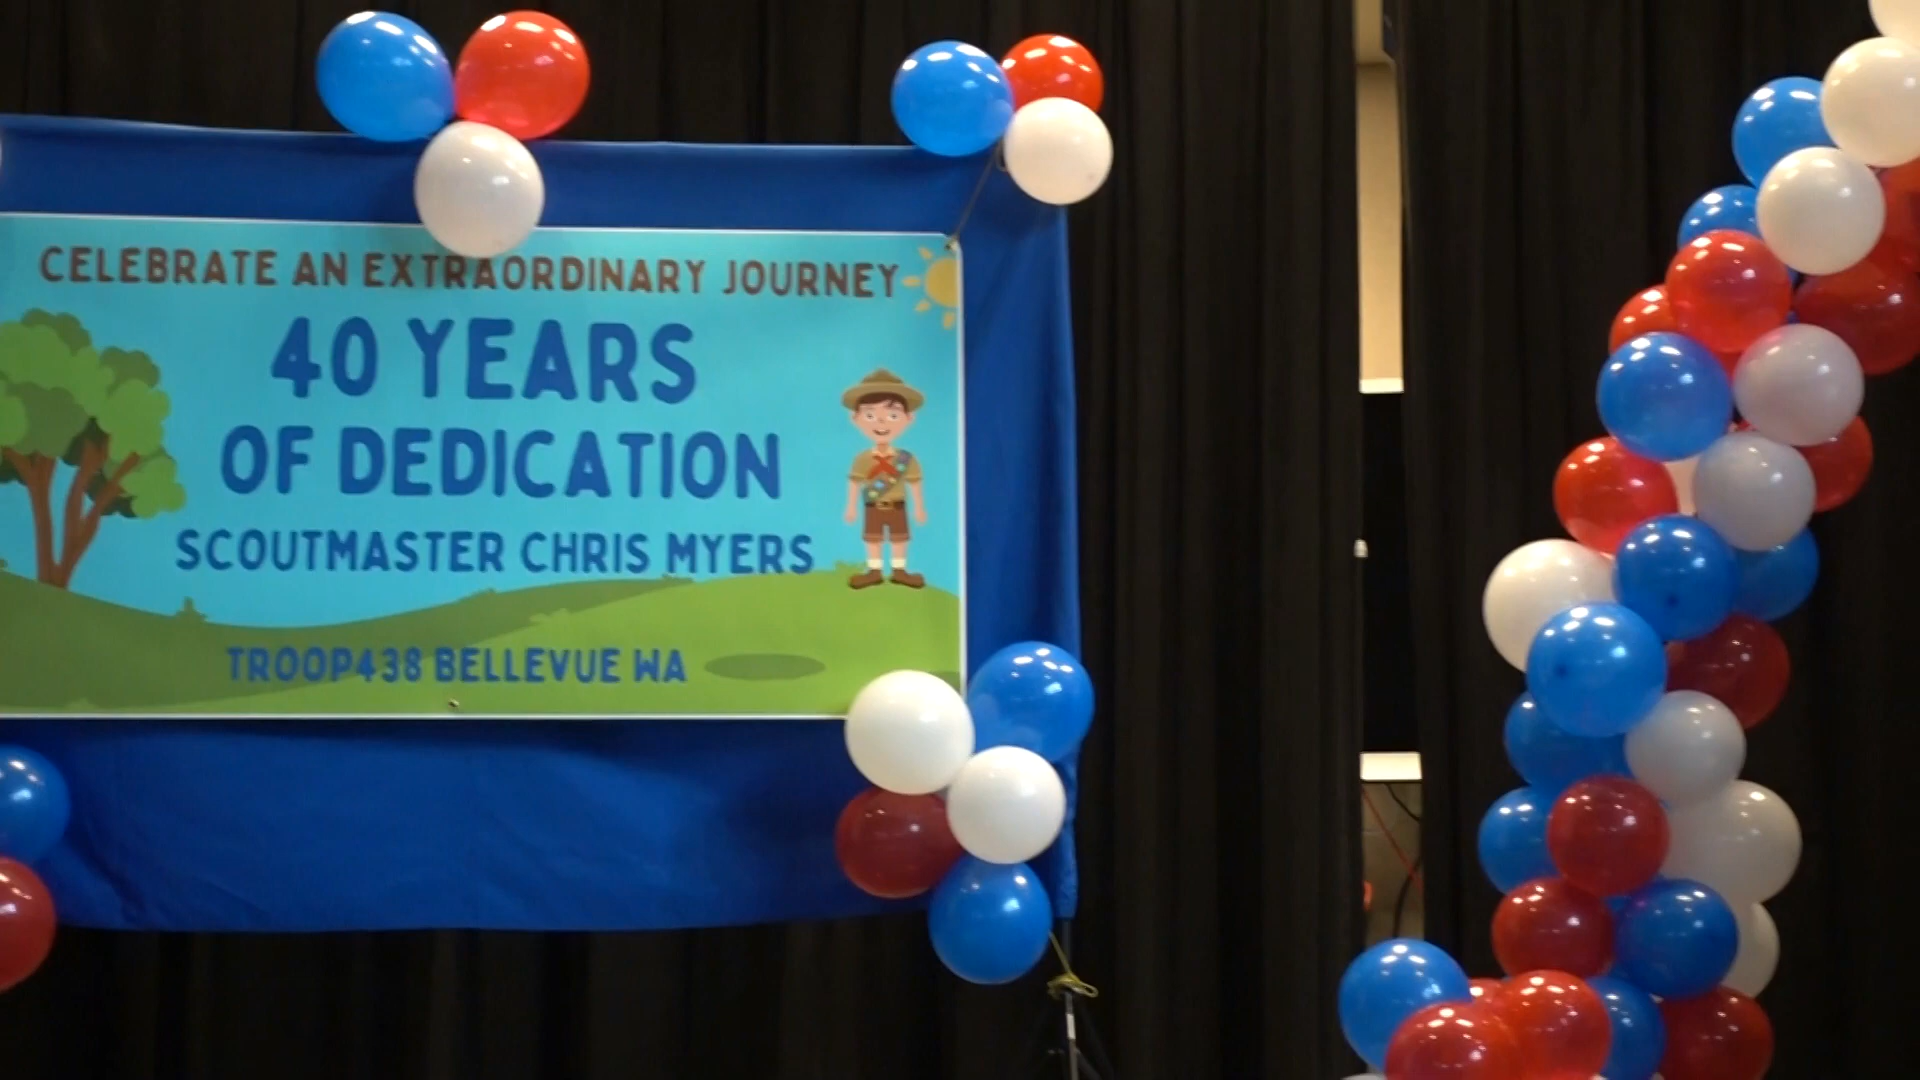 CELEBRATE AN EXTRAORDINARY JOURNEY
40 YEARS
OF DEDICATION
SCOUTMASTER CHRIS MYERS
TROOP438 BELLEVUE WA